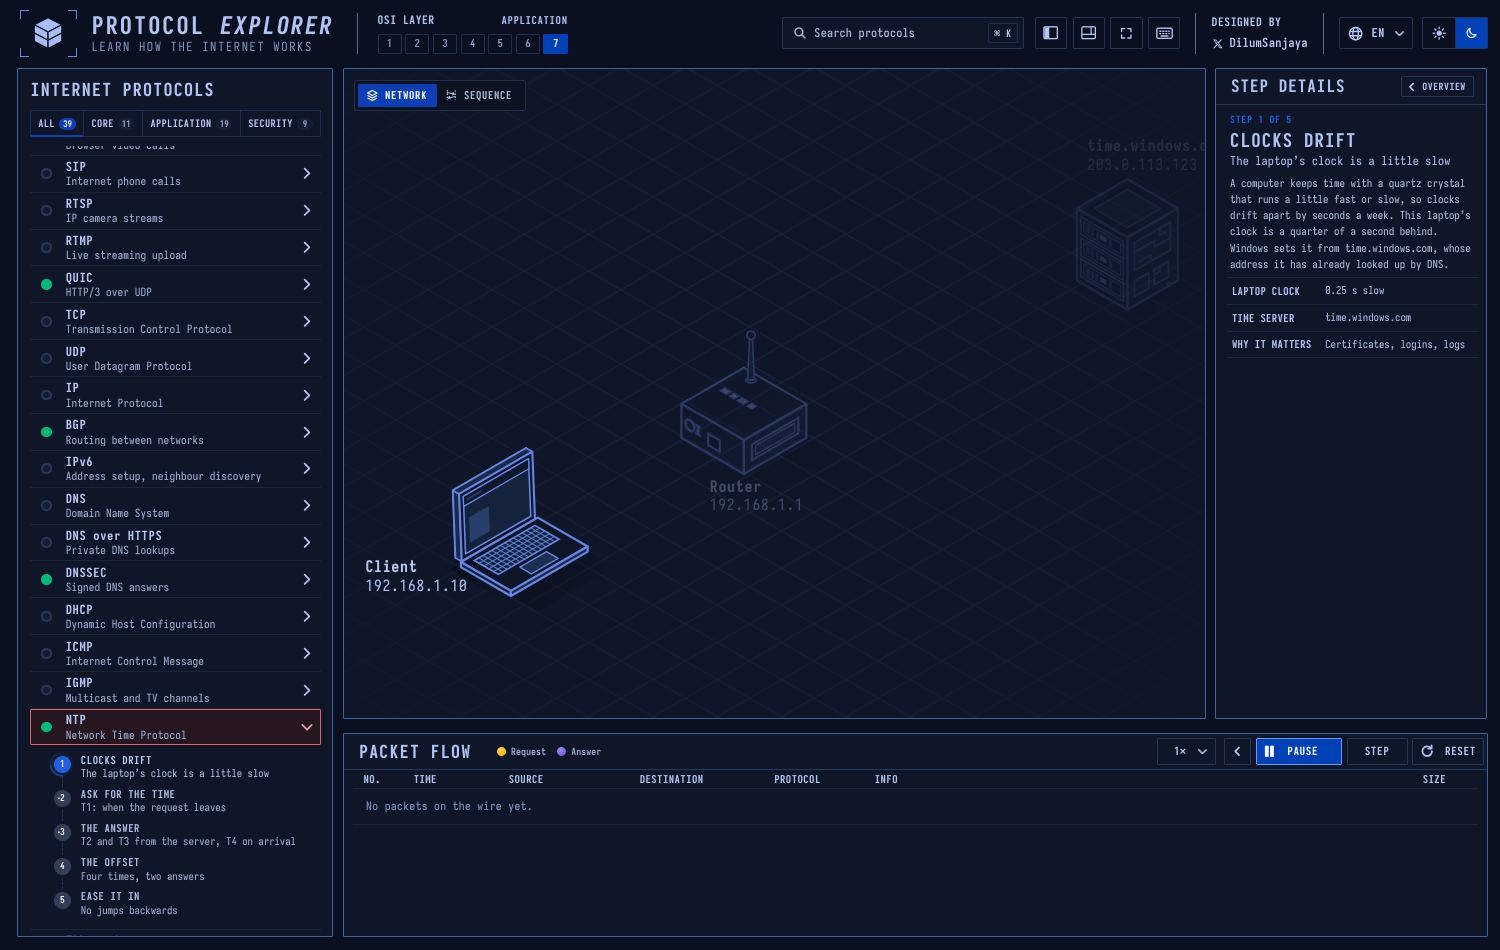 PROTOCOL EXPLORER
LEARN HOW THE INTERNET WORKS
OSI LAYER APPLICATION
1 2 3 4 5 6 7
Search protocols ⌘ K
DESIGNED BY
DilumSanjaya
EN
INTERNET PROTOCOLS
ALL 39 CORE 11 APPLICATION 19 SECURITY 9
Browser video calls
SIP
Internet phone calls
RTSP
IP camera streams
RTMP
Live streaming upload
QUIC
HTTP/3 over UDP
TCP
Transmission Control Protocol
UDP
User Datagram Protocol
IP
Internet Protocol
BGP
Routing between networks
IPv6
Address setup, neighbour discovery
DNS
Domain Name System
DNS over HTTPS
Private DNS lookups
DNSSEC
Signed DNS answers
DHCP
Dynamic Host Configuration
ICMP
Internet Control Message
IGMP
Multicast and TV channels
NTP
Network Time Protocol
1 CLOCKS DRIFT
The laptop’s clock is a little slow
2 ASK FOR THE TIME
T1: when the request leaves
3 THE ANSWER
T2 and T3 from the server, T4 on arrival
4 THE OFFSET
Four times, two answers
5 EASE IT IN
No jumps backwards
NETWORK SEQUENCE
time.windows.c
203.0.113.123
Router
192.168.1.1
Client
192.168.1.10
STEP DETAILS OVERVIEW
STEP 1 OF 5
CLOCKS DRIFT
The laptop’s clock is a little slow
A computer keeps time with a quartz crystal
that runs a little fast or slow, so clocks
drift apart by seconds a week. This laptop’s
clock is a quarter of a second behind.
Windows sets it from time.windows.com, whose
address it has already looked up by DNS.
LAPTOP CLOCK 0.25 s slow
TIME SERVER time.windows.com
WHY IT MATTERS Certificates, logins, logs
PACKET FLOW Request Answer 1× PAUSE STEP RESET
NO. TIME SOURCE DESTINATION PROTOCOL INFO SIZE
No packets on the wire yet.